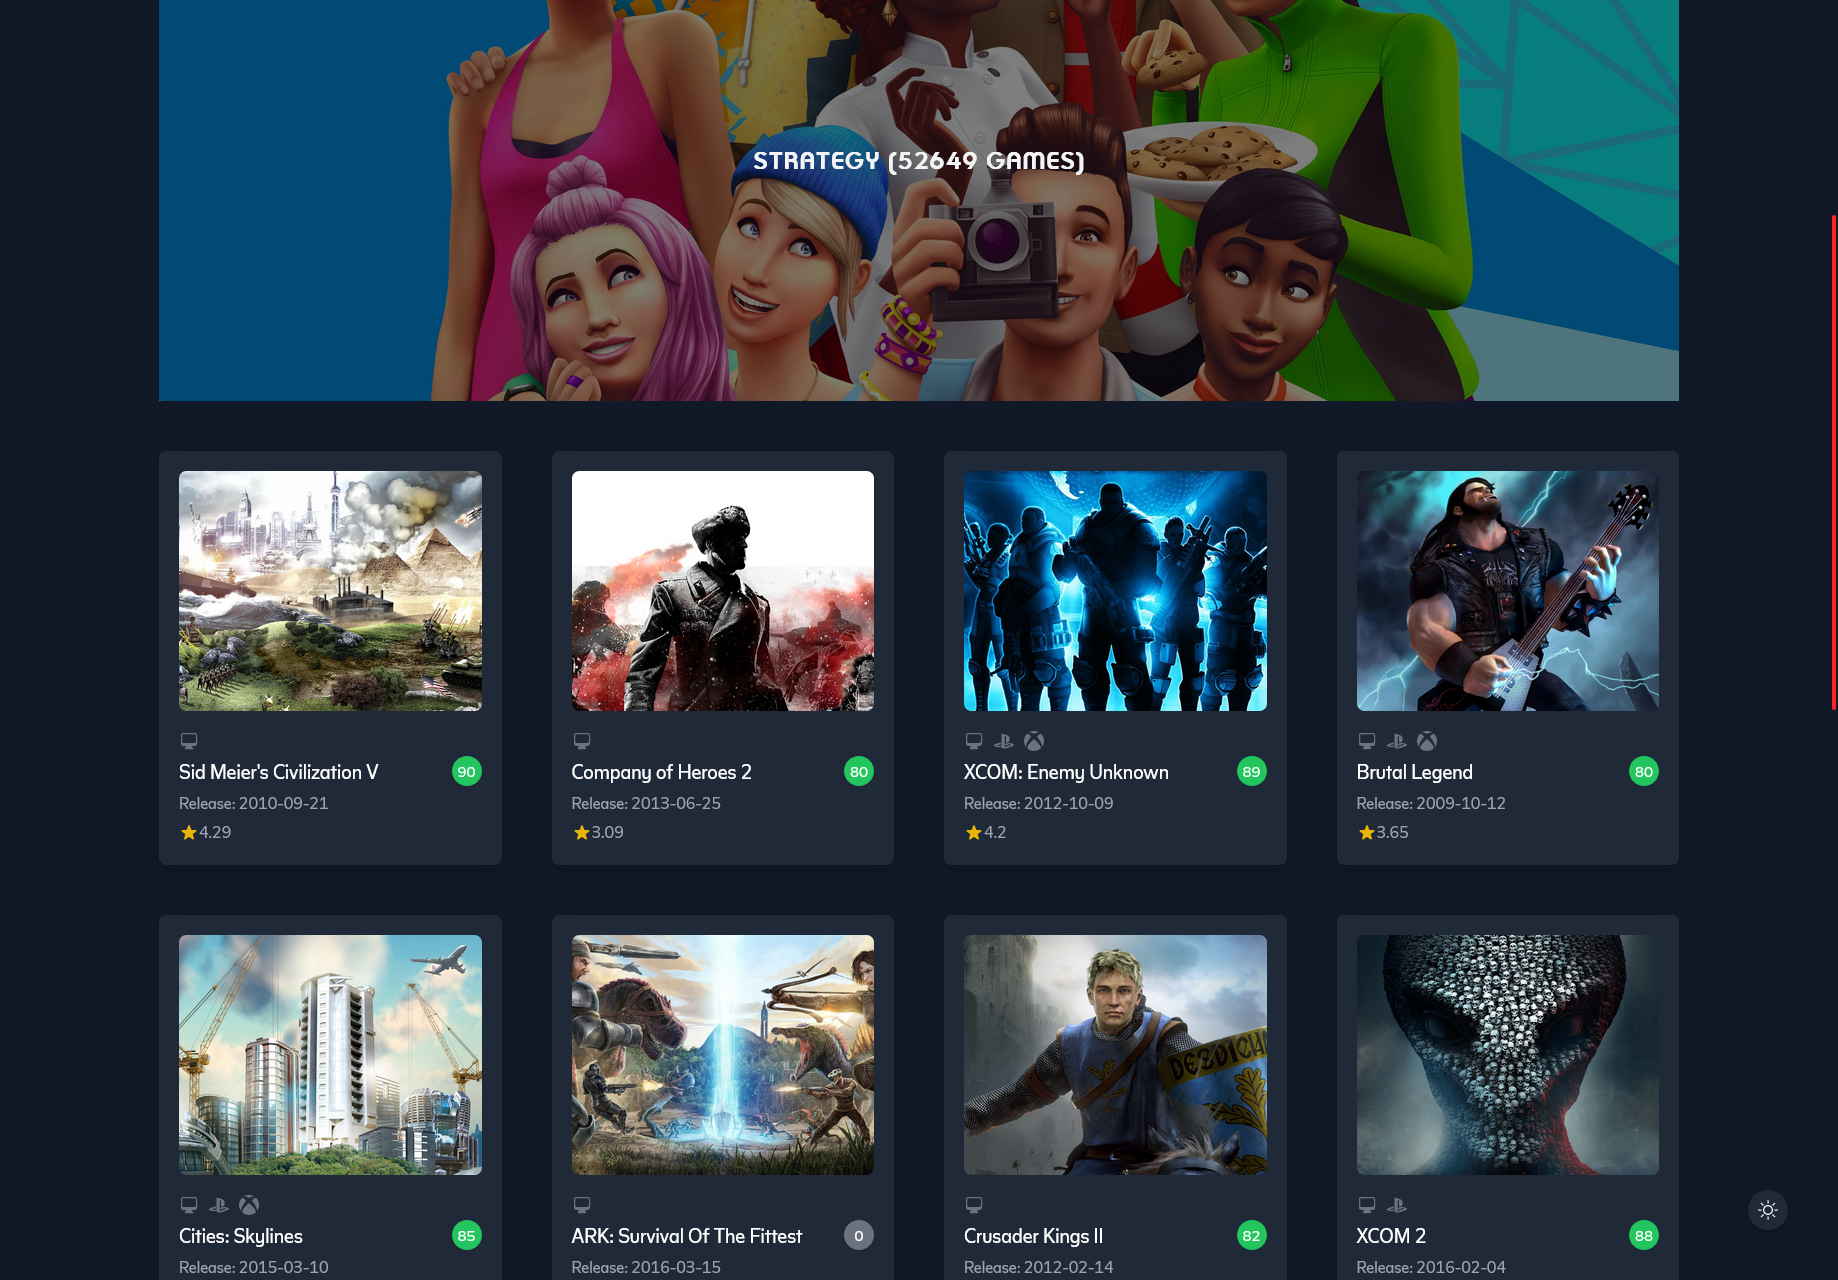 STRATEGY (52649 GAMES)
Sid Meier's Civilization V
90
Release: 2010-09-21
4.29
Company of Heroes 2
80
Release: 2013-06-25
3.09
XCOM: Enemy Unknown
89
Release: 2012-10-09
4.2
Brutal Legend
80
Release: 2009-10-12
3.65
DESDICHA
Cities: Skylines
85
Release: 2015-03-10
ARK: Survival Of The Fittest
0
Release: 2016-03-15
Crusader Kings II
82
Release: 2012-02-14
XCOM 2
88
Release: 2016-02-04